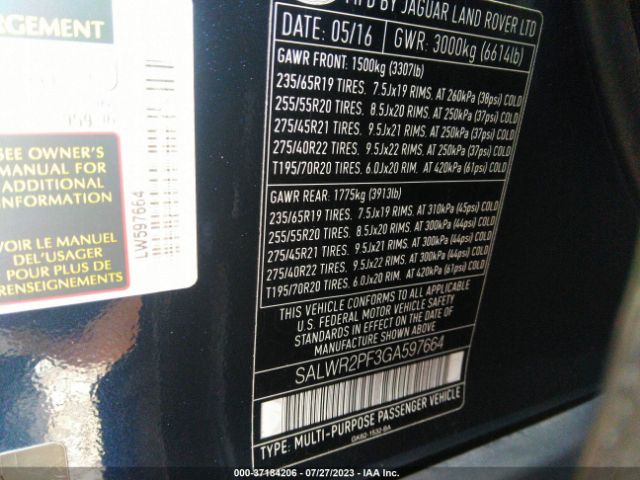 RGEMENT
SEE OWNER'S
MANUAL FOR
ADDITIONAL
INFORMATION
VOIR LE MANUEL
DE L'USAGER
POUR PLUS DE
RENSEIGNEMENTS
LW597664
MFD BY JAGUAR LAND ROVER LTD
DATE: 05/16 GWR: 3000kg (6614lb)
GAWR FRONT: 1500kg (3307lb)
235/65R19 TIRES. 7.5Jx19 RIMS. AT 260kPa (38psi) COLD
255/55R20 TIRES. 8.5Jx20 RIMS. AT 250kPa (37psi) COLD
275/45R21 TIRES. 9.5Jx21 RIMS. AT 250kPa (37psi) COLD
275/40R22 TIRES. 9.5Jx22 RIMS. AT 250kPa (37psi) COLD
T195/70R20 TIRES. 6.0Jx20 RIM. AT 420kPa (61psi) COLD
GAWR REAR: 1775kg (3913lb)
235/65R19 TIRES. 7.5Jx19 RIMS. AT 310kPa (45psi) COLD
255/55R20 TIRES. 8.5Jx20 RIMS. AT 300kPa (44psi) COLD
275/45R21 TIRES. 9.5Jx21 RIMS. AT 300kPa (44psi) COLD
275/40R22 TIRES. 9.5Jx22 RIMS. AT 300kPa (44psi) COLD
T195/70R20 TIRES. 6.0Jx20 RIM. AT 420kPa (61psi) COLD
THIS VEHICLE CONFORMS TO ALL APPLICABLE
U.S. FEDERAL MOTOR VEHICLE SAFETY
STANDARDS IN EFFECT ON THE DATE OF
MANUFACTURE SHOWN ABOVE
SALWR2PF3GA597664
TYPE: MULTI-PURPOSE PASSENGER VEHICLE
GK62-1532-BA
000-37184206 - 07/27/2023 - IAA Inc.